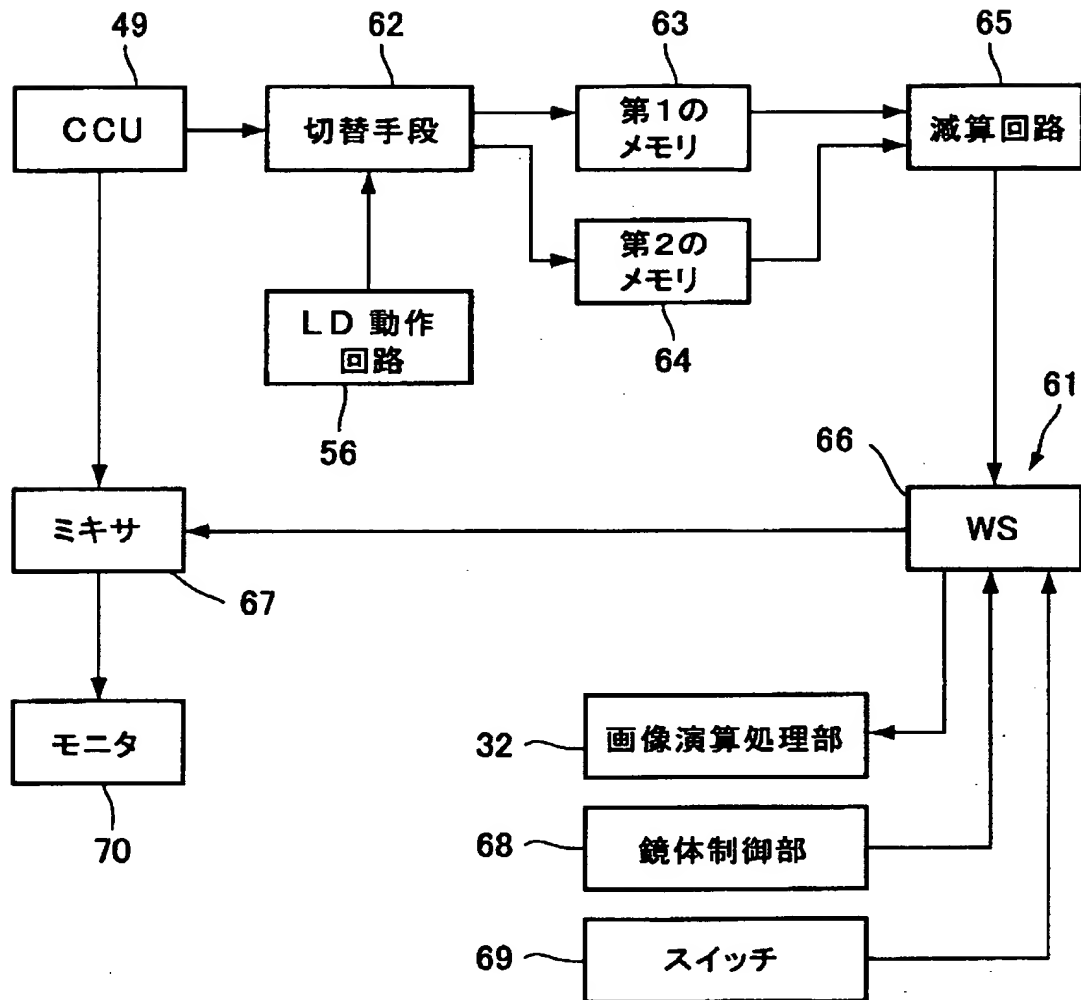 49
62
63
65
CCU
切替手段
第1の
メモリ
減算回路
第2の
メモリ
LD 動作
回路
64
56
61
66
ミキサ
WS
67
モニタ
70
32
画像演算処理部
68
鏡体制御部
69
スイッチ